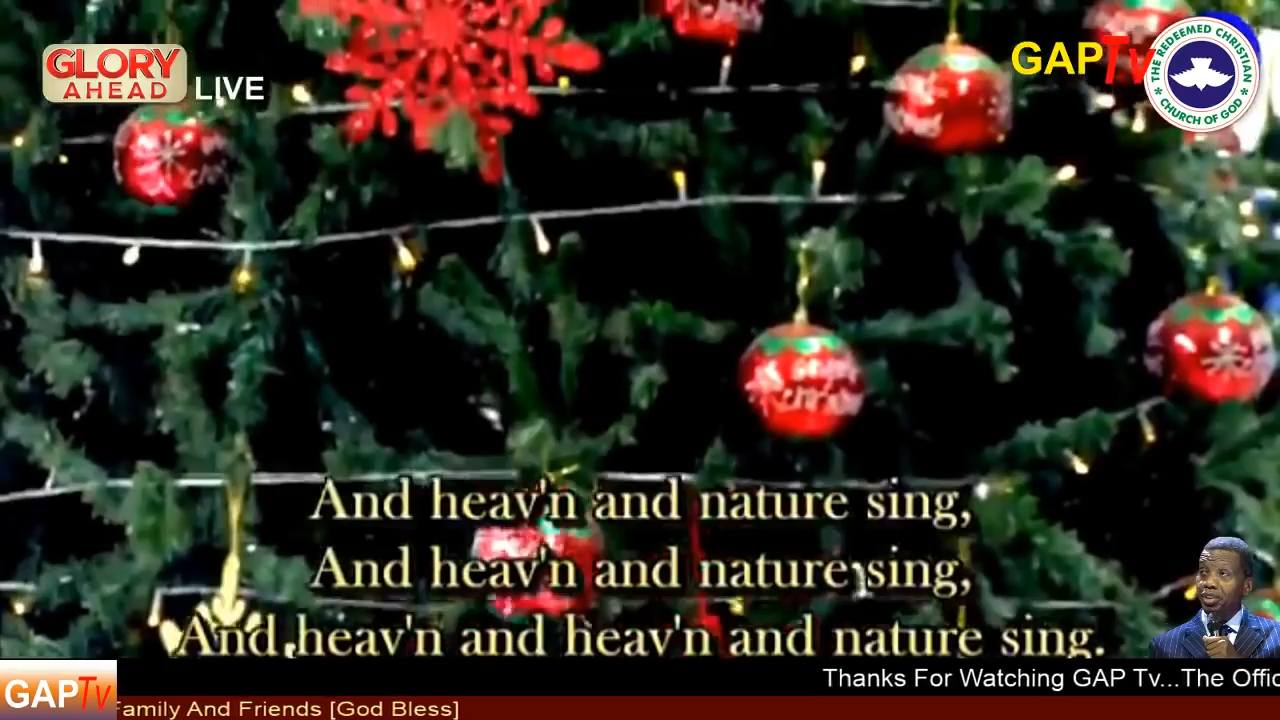 GLORY
AHEAD
LIVE
GAPTv
THE REDEEMED CHRISTIAN
CHURCH OF GOD
And heav'n and nature sing,
And heav'n and nature sing,
And heav'n and heav'n and nature sing.
Thanks For Watching GAP Tv...The Offic
GAPTv
Family And Friends [God Bless]